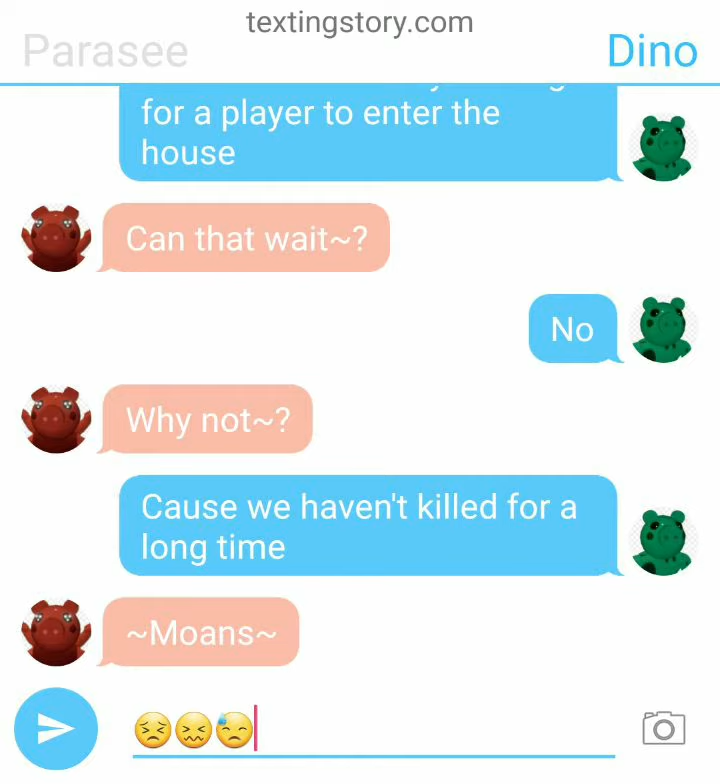 textingstory.com
Parasee
Dino
for a player to enter the
house
Can that wait~?
No
Why not~?
Cause we haven't killed for a
long time
~Moans~
😣😖😓